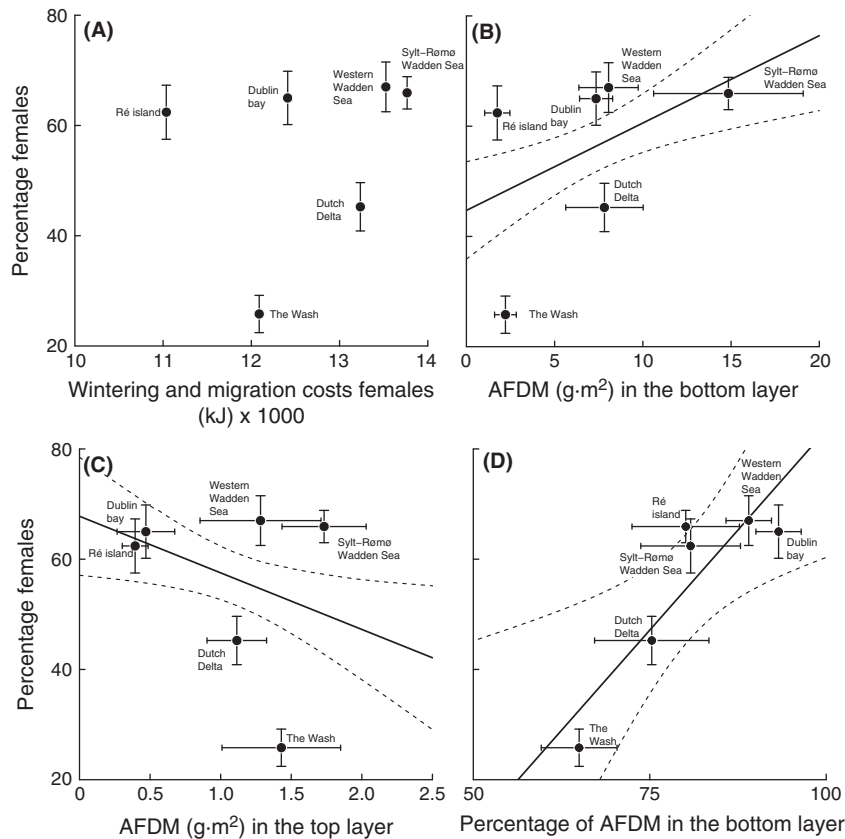 (A)
Percentage females
80
60
40
20
Ré island
Dublin
bay
Western
Wadden
Sea
Sylt-Rømø
Wadden Sea
Dutch
Delta
The Wash
10
11
12
13
14
Wintering and migration costs females
(kJ) x 1000
(B)
Western
Wadden
Sea
Sylt-Rømø
Wadden Sea
Dublin
bay
Ré island
Dutch
Delta
The Wash
0
5
10
15
20
AFDM (g·m²) in the bottom layer
(C)
Percentage females
80
60
40
20
Western
Wadden
Sea
Dublin
bay
Ré island
Sylt-Rømø
Wadden Sea
Dutch
Delta
The Wash
0
0.5
1.0
1.5
2.0
2.5
AFDM (g·m²) in the top layer
(D)
Western
Wadden
Sea
Ré
island
Sylt-Rømø
Wadden Sea
Dublin
bay
Dutch
Delta
The
Wash
50
75
100
Percentage of AFDM in the bottom layer